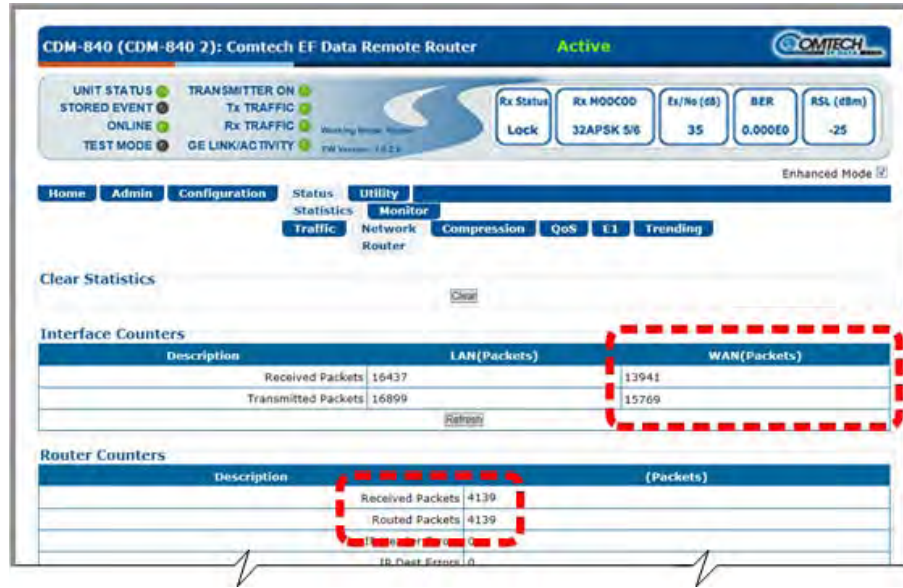 CDM-840 (CDM-840 2): Comtech EF Data Remote Router Active COMTECH
UNIT STATUS TRANSMITTER ON
STORED EVENT Tx TRAFFIC
ONLINE Rx TRAFFIC
TEST MODE GE LINK/ACTIVITY
Rx Status Rx MODCOD Es/No (dB) BER RSL (dBm)
Lock 32APSK 5/6 35 0.000E0 -25
Enhanced Mode
Home Admin Configuration Status Utility
Statistics Monitor
Traffic Network Compression QoS E1 Trending
Router
Clear Statistics
Clear
Interface Counters
Description LAN(Packets) WAN(Packets)
Received Packets 16437 13941
Transmitted Packets 16899 15769
Refresh
Router Counters
Description (Packets)
Received Packets 4139
Routed Packets 4139
0
IP Dest Errors 0